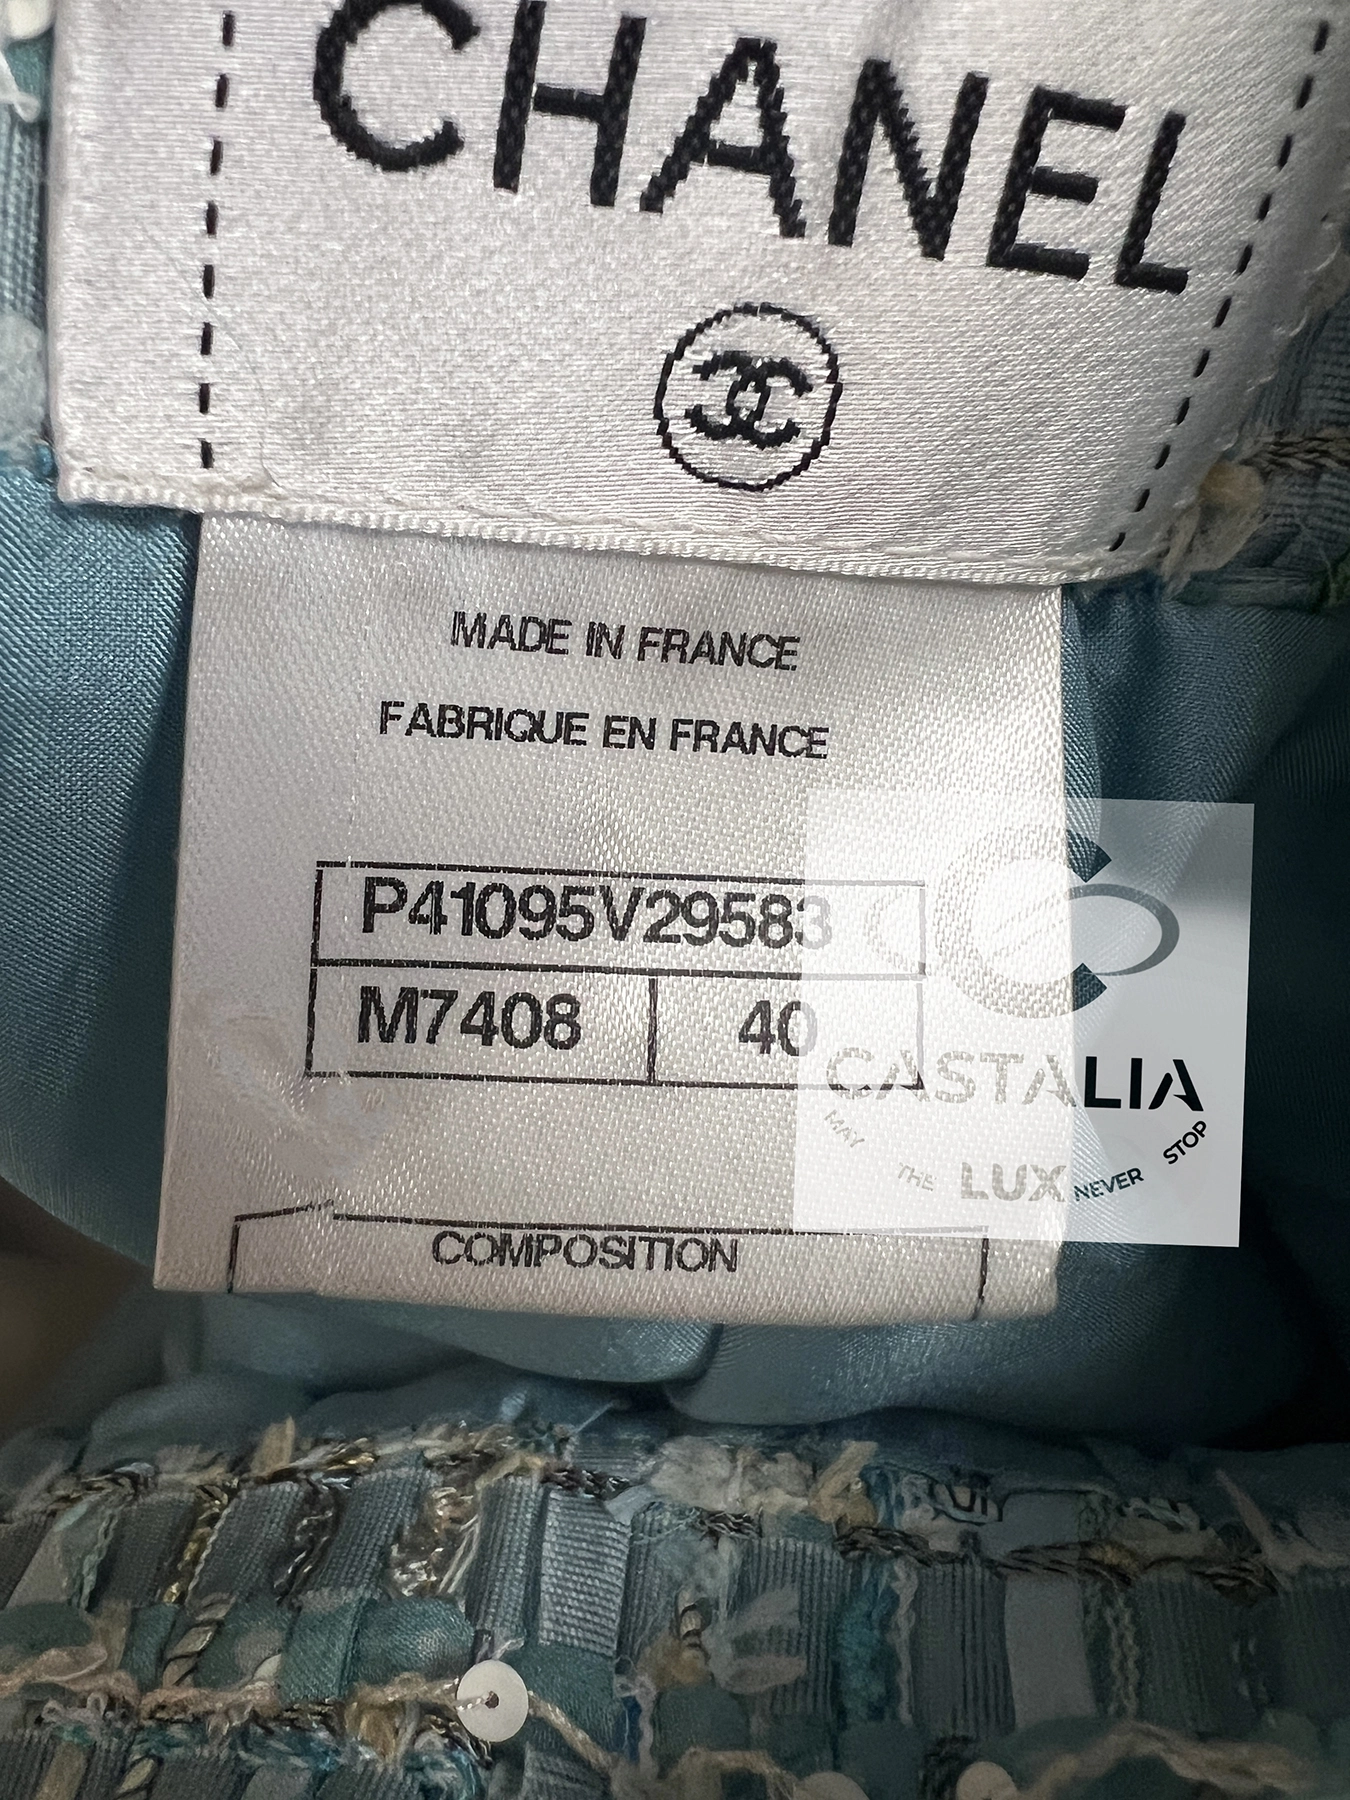 CHANEL
MADE IN FRANCE
FABRIQUE EN FRANCE
P41095V29583
M7408 40
COMPOSITION
CASTALIA
MAY THE LUX NEVER STOP